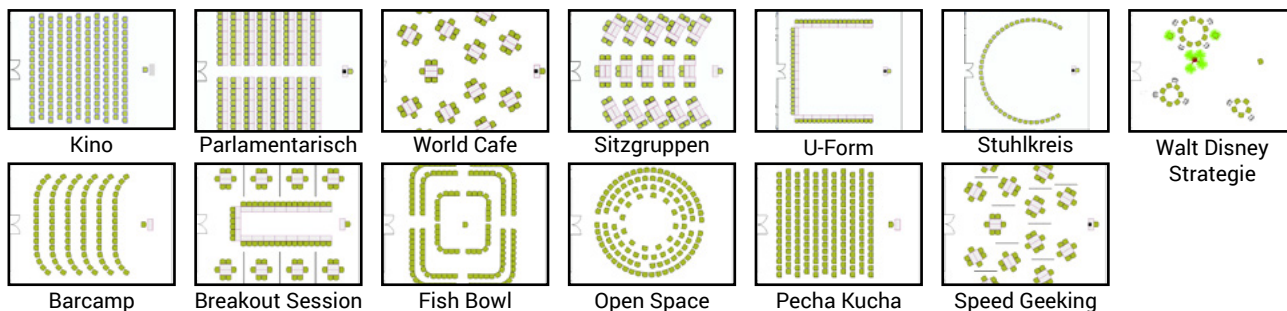 Kino
Parlamentarisch
World Cafe
Sitzgruppen
U-Form
Stuhlkreis
Walt Disney
Strategie
Barcamp
Breakout Session
Fish Bowl
Open Space
Pecha Kucha
Speed Geeking